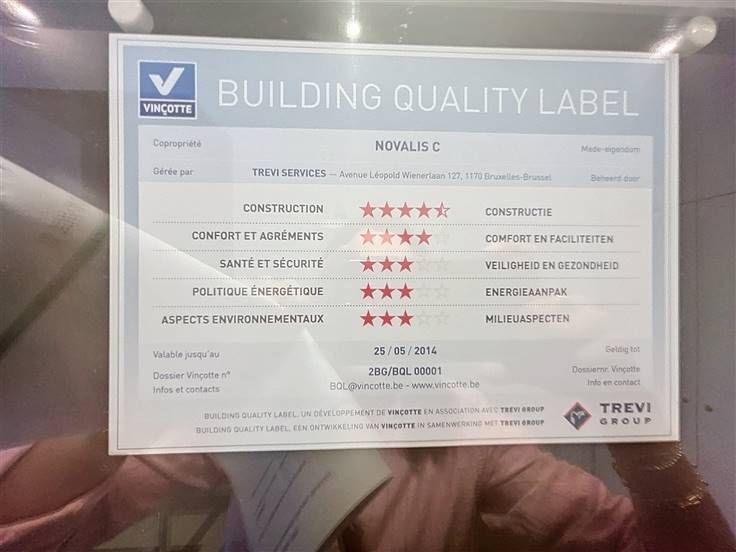 VINÇOTTE
BUILDING QUALITY LABEL
Copropriété NOVALIS C Mede-eigendom
Gérée par TREVI SERVICES — Avenue Léopold Wienerlaan 127, 1170 Bruxelles-Brussel Beheerd door
CONSTRUCTION CONSTRUCTIE
CONFORT ET AGRÉMENTS COMFORT EN FACILITEITEN
SANTÉ ET SÉCURITÉ VEILIGHEID EN GEZONDHEID
POLITIQUE ÉNERGÉTIQUE ENERGIEAANPAK
ASPECTS ENVIRONNEMENTAUX MILIEUASPECTEN
Valable jusqu'au 25 / 05 / 2014 Geldig tot
Dossier Vinçotte n° 2BG/BQL 00001 Dossiernr. Vinçotte
Infos et contacts BQL@vincotte.be - www.vincotte.be Info en contact
BUILDING QUALITY LABEL, UN DÉVELOPPEMENT DE VINÇOTTE EN ASSOCIATION AVEC TREVI GROUP
BUILDING QUALITY LABEL, EEN ONTWIKKELING VAN VINÇOTTE IN SAMENWERKING MET TREVI GROUP
TREVI
GROUP